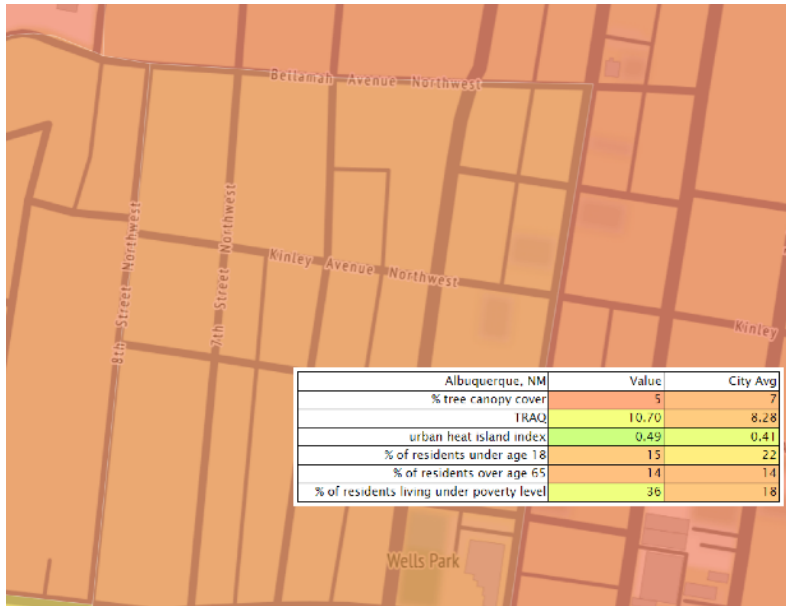 Bellamah Avenue Northwest
8th Street Northwest
7th Street Northwest
Kinley Avenue Northwest
Kinley
Albuquerque, NM Value City Avg
% tree canopy cover 5 7
TRAQ 10.70 8.28
urban heat island index 0.49 0.41
% of residents under age 18 15 22
% of residents over age 65 14 14
% of residents living under poverty level 36 18
Wells Park